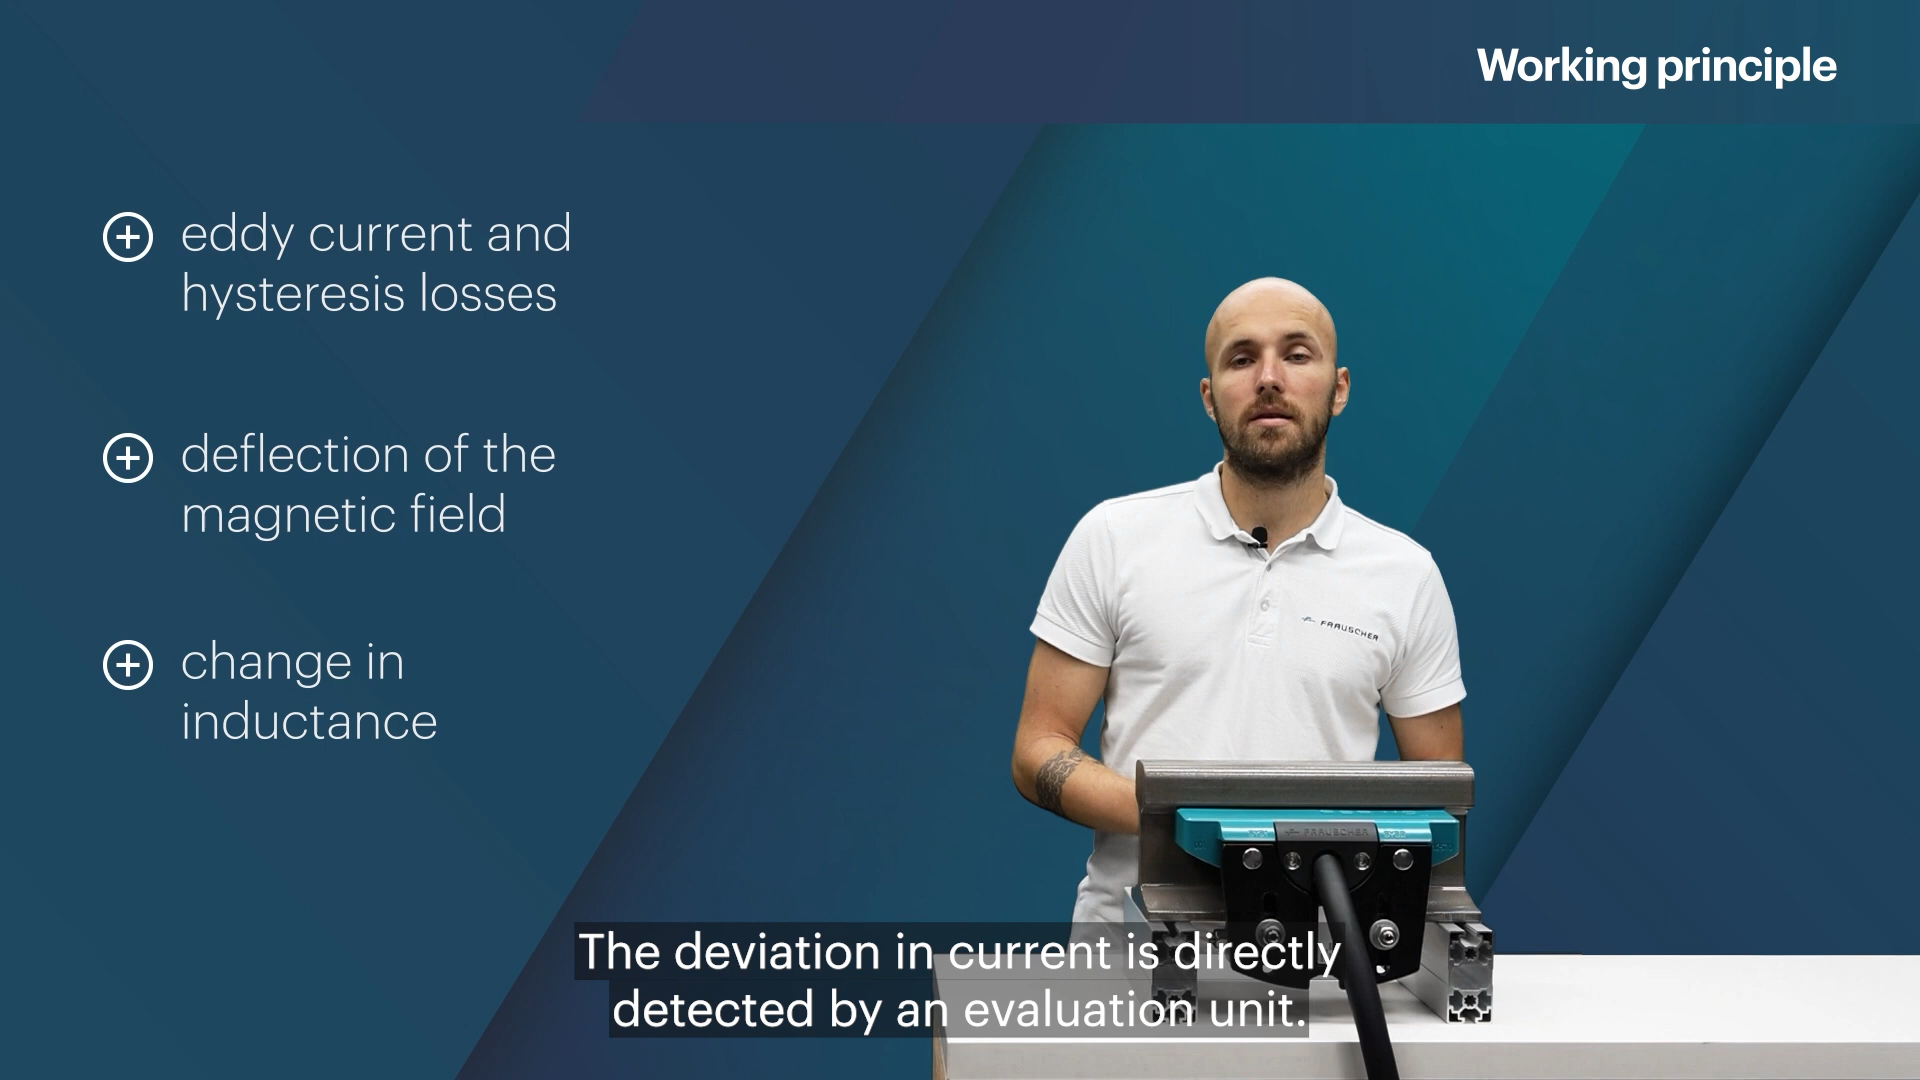 Working principle
eddy current and
hysteresis losses
deflection of the
magnetic field
change in
inductance
FRAUSCHER
FRAUSCHER
The deviation in current is directly
detected by an evaluation unit.